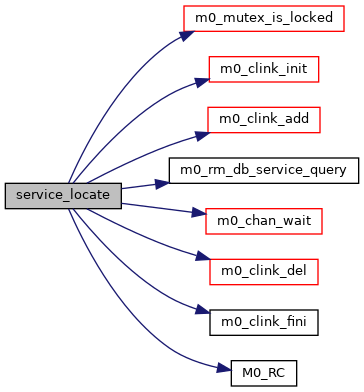 m0_mutex_is_locked
m0_clink_init
m0_clink_add
m0_rm_db_service_query
service_locate
m0_chan_wait
m0_clink_del
m0_clink_fini
M0_RC